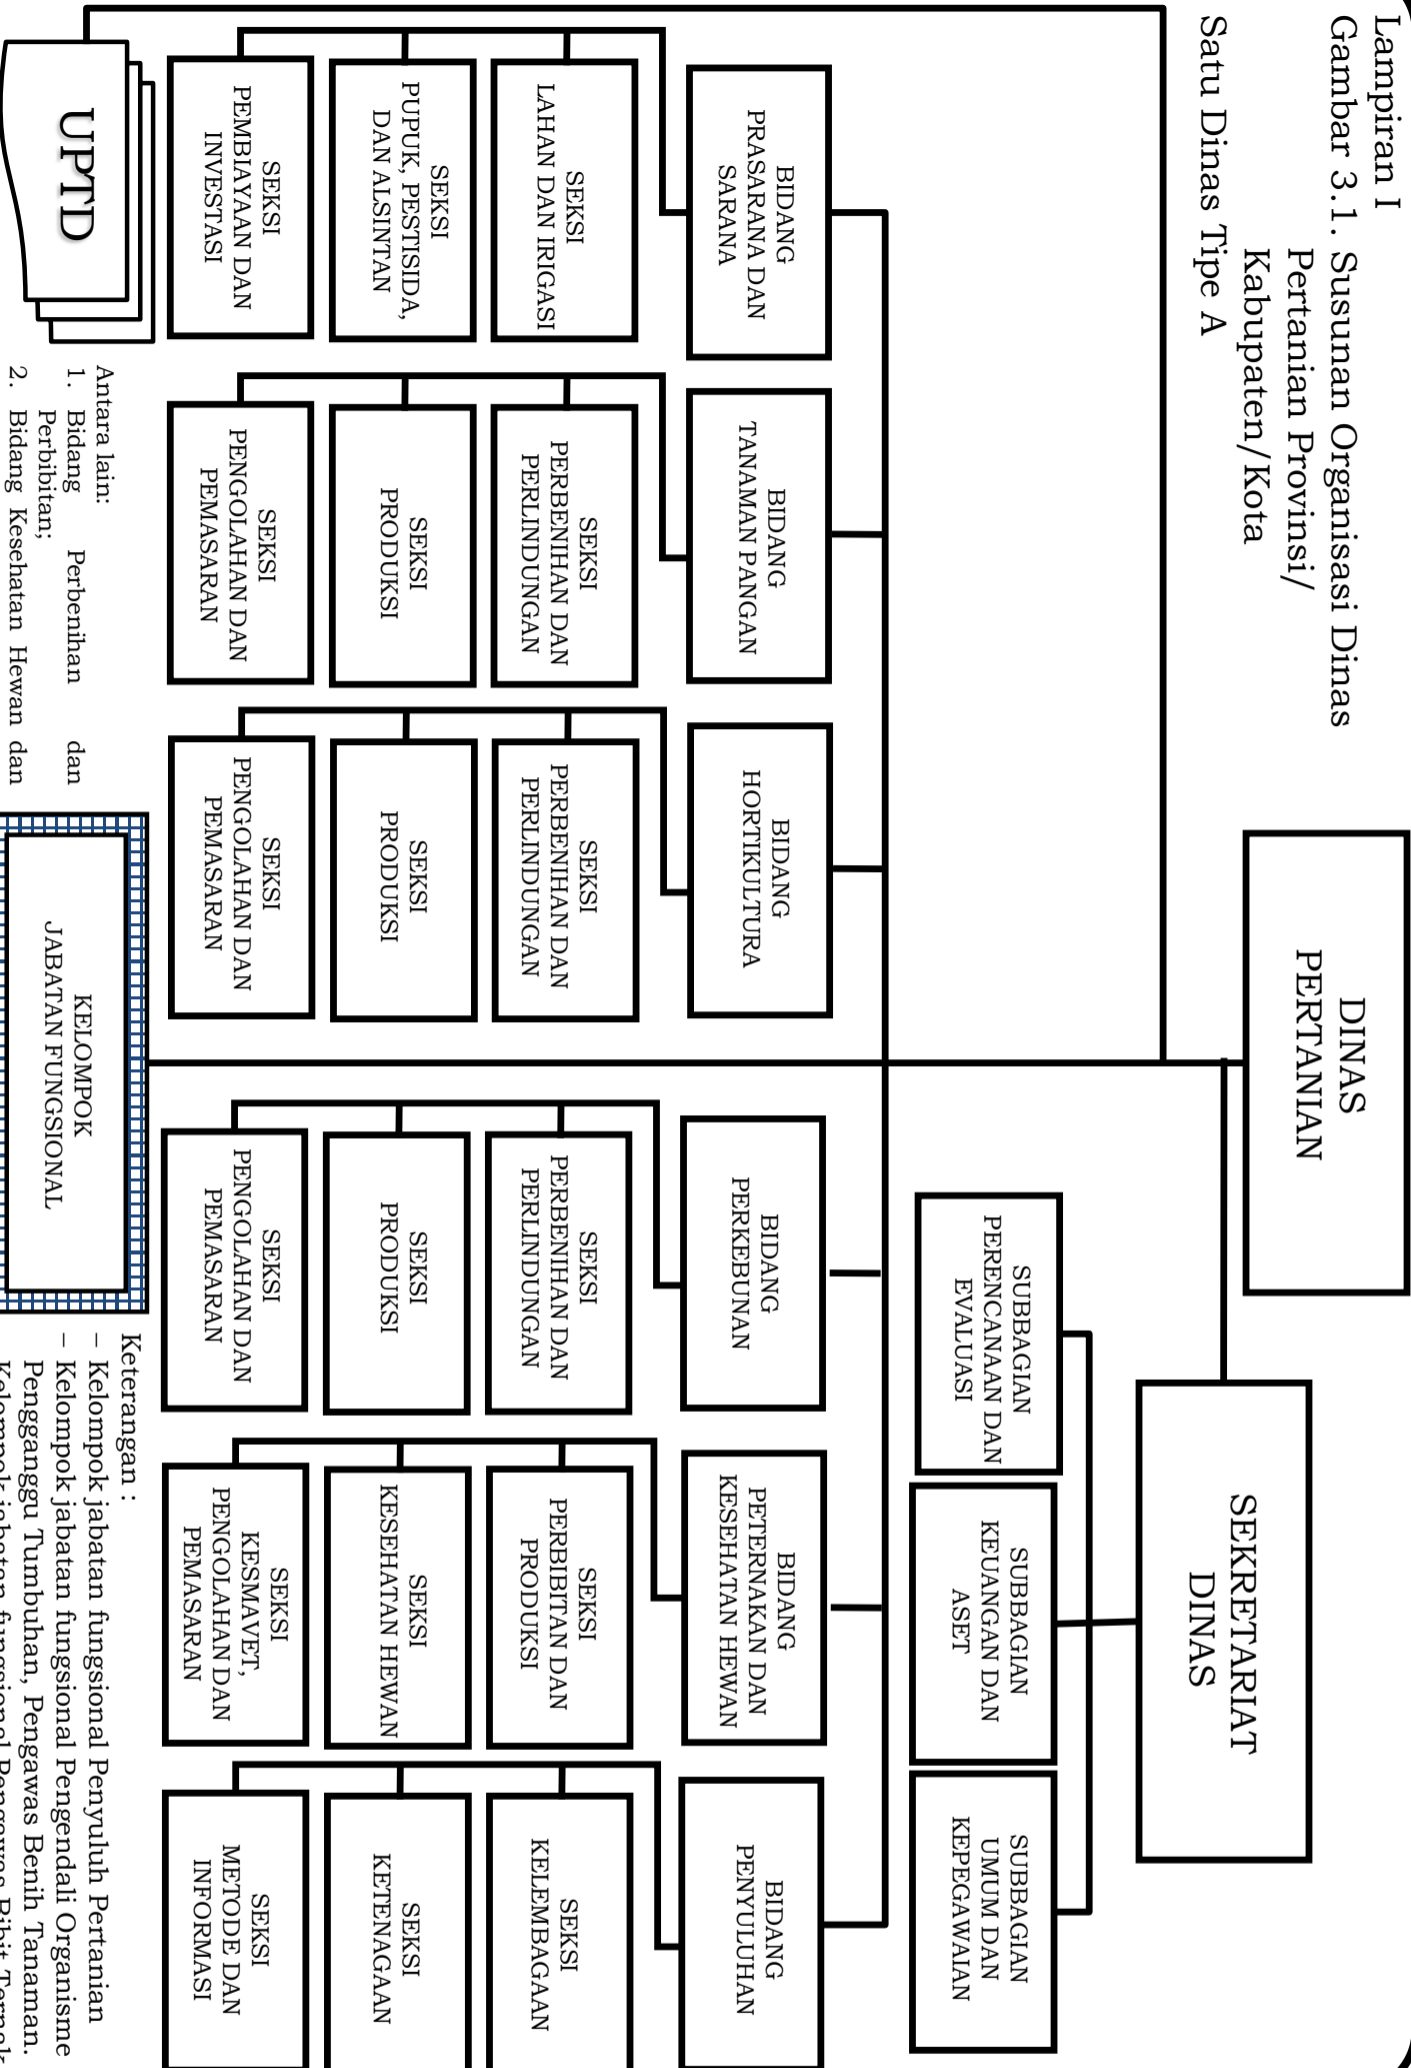 Lampiran I
Gambar 3.1. Susunan Organisasi Dinas
Pertanian Provinsi/
Kabupaten/Kota
Satu Dinas Tipe A
DINAS
PERTANIAN
SEKRETARIAT
DINAS
SUBBAGIAN
PERENCANAAN DAN
EVALUASI
SUBBAGIAN
KEUANGAN DAN
ASET
SUBBAGIAN
UMUM DAN
KEPEGAWAIAN
BIDANG
PRASARANA DAN
SARANA
SEKSI
LAHAN DAN IRIGASI
SEKSI
PUPUK, PESTISIDA,
DAN ALSINTAN
SEKSI
PEMBIAYAAN DAN
INVESTASI
BIDANG
TANAMAN PANGAN
SEKSI
PERBENIHAN DAN
PERLINDUNGAN
SEKSI
PRODUKSI
SEKSI
PENGOLAHAN DAN
PEMASARAN
BIDANG
HORTIKULTURA
SEKSI
PERBENIHAN DAN
PERLINDUNGAN
SEKSI
PRODUKSI
SEKSI
PENGOLAHAN DAN
PEMASARAN
BIDANG
PERKEBUNAN
SEKSI
PERBENIHAN DAN
PERLINDUNGAN
SEKSI
PRODUKSI
SEKSI
PENGOLAHAN DAN
PEMASARAN
BIDANG
PETERNAKAN DAN
KESEHATAN HEWAN
SEKSI
PERBIBITAN DAN
PRODUKSI
SEKSI
KESEHATAN HEWAN
SEKSI
KESMAVET,
PENGOLAHAN DAN
PEMASARAN
BIDANG
PENYULUHAN
SEKSI
KELEMBAGAAN
SEKSI
KETENAGAAN
SEKSI
METODE DAN
INFORMASI
UPTD
Antara lain:
1. Bidang Perbenihan dan
Perbibitan;
2. Bidang Kesehatan Hewan dan
KELOMPOK
JABATAN FUNGSIONAL
Keterangan :
– Kelompok jabatan fungsional Penyuluh Pertanian
– Kelompok jabatan fungsional Pengendali Organisme
Pengganggu Tumbuhan, Pengawas Benih Tanaman.
Kelompok jabatan fungsional Pengawas Bibit Ternak